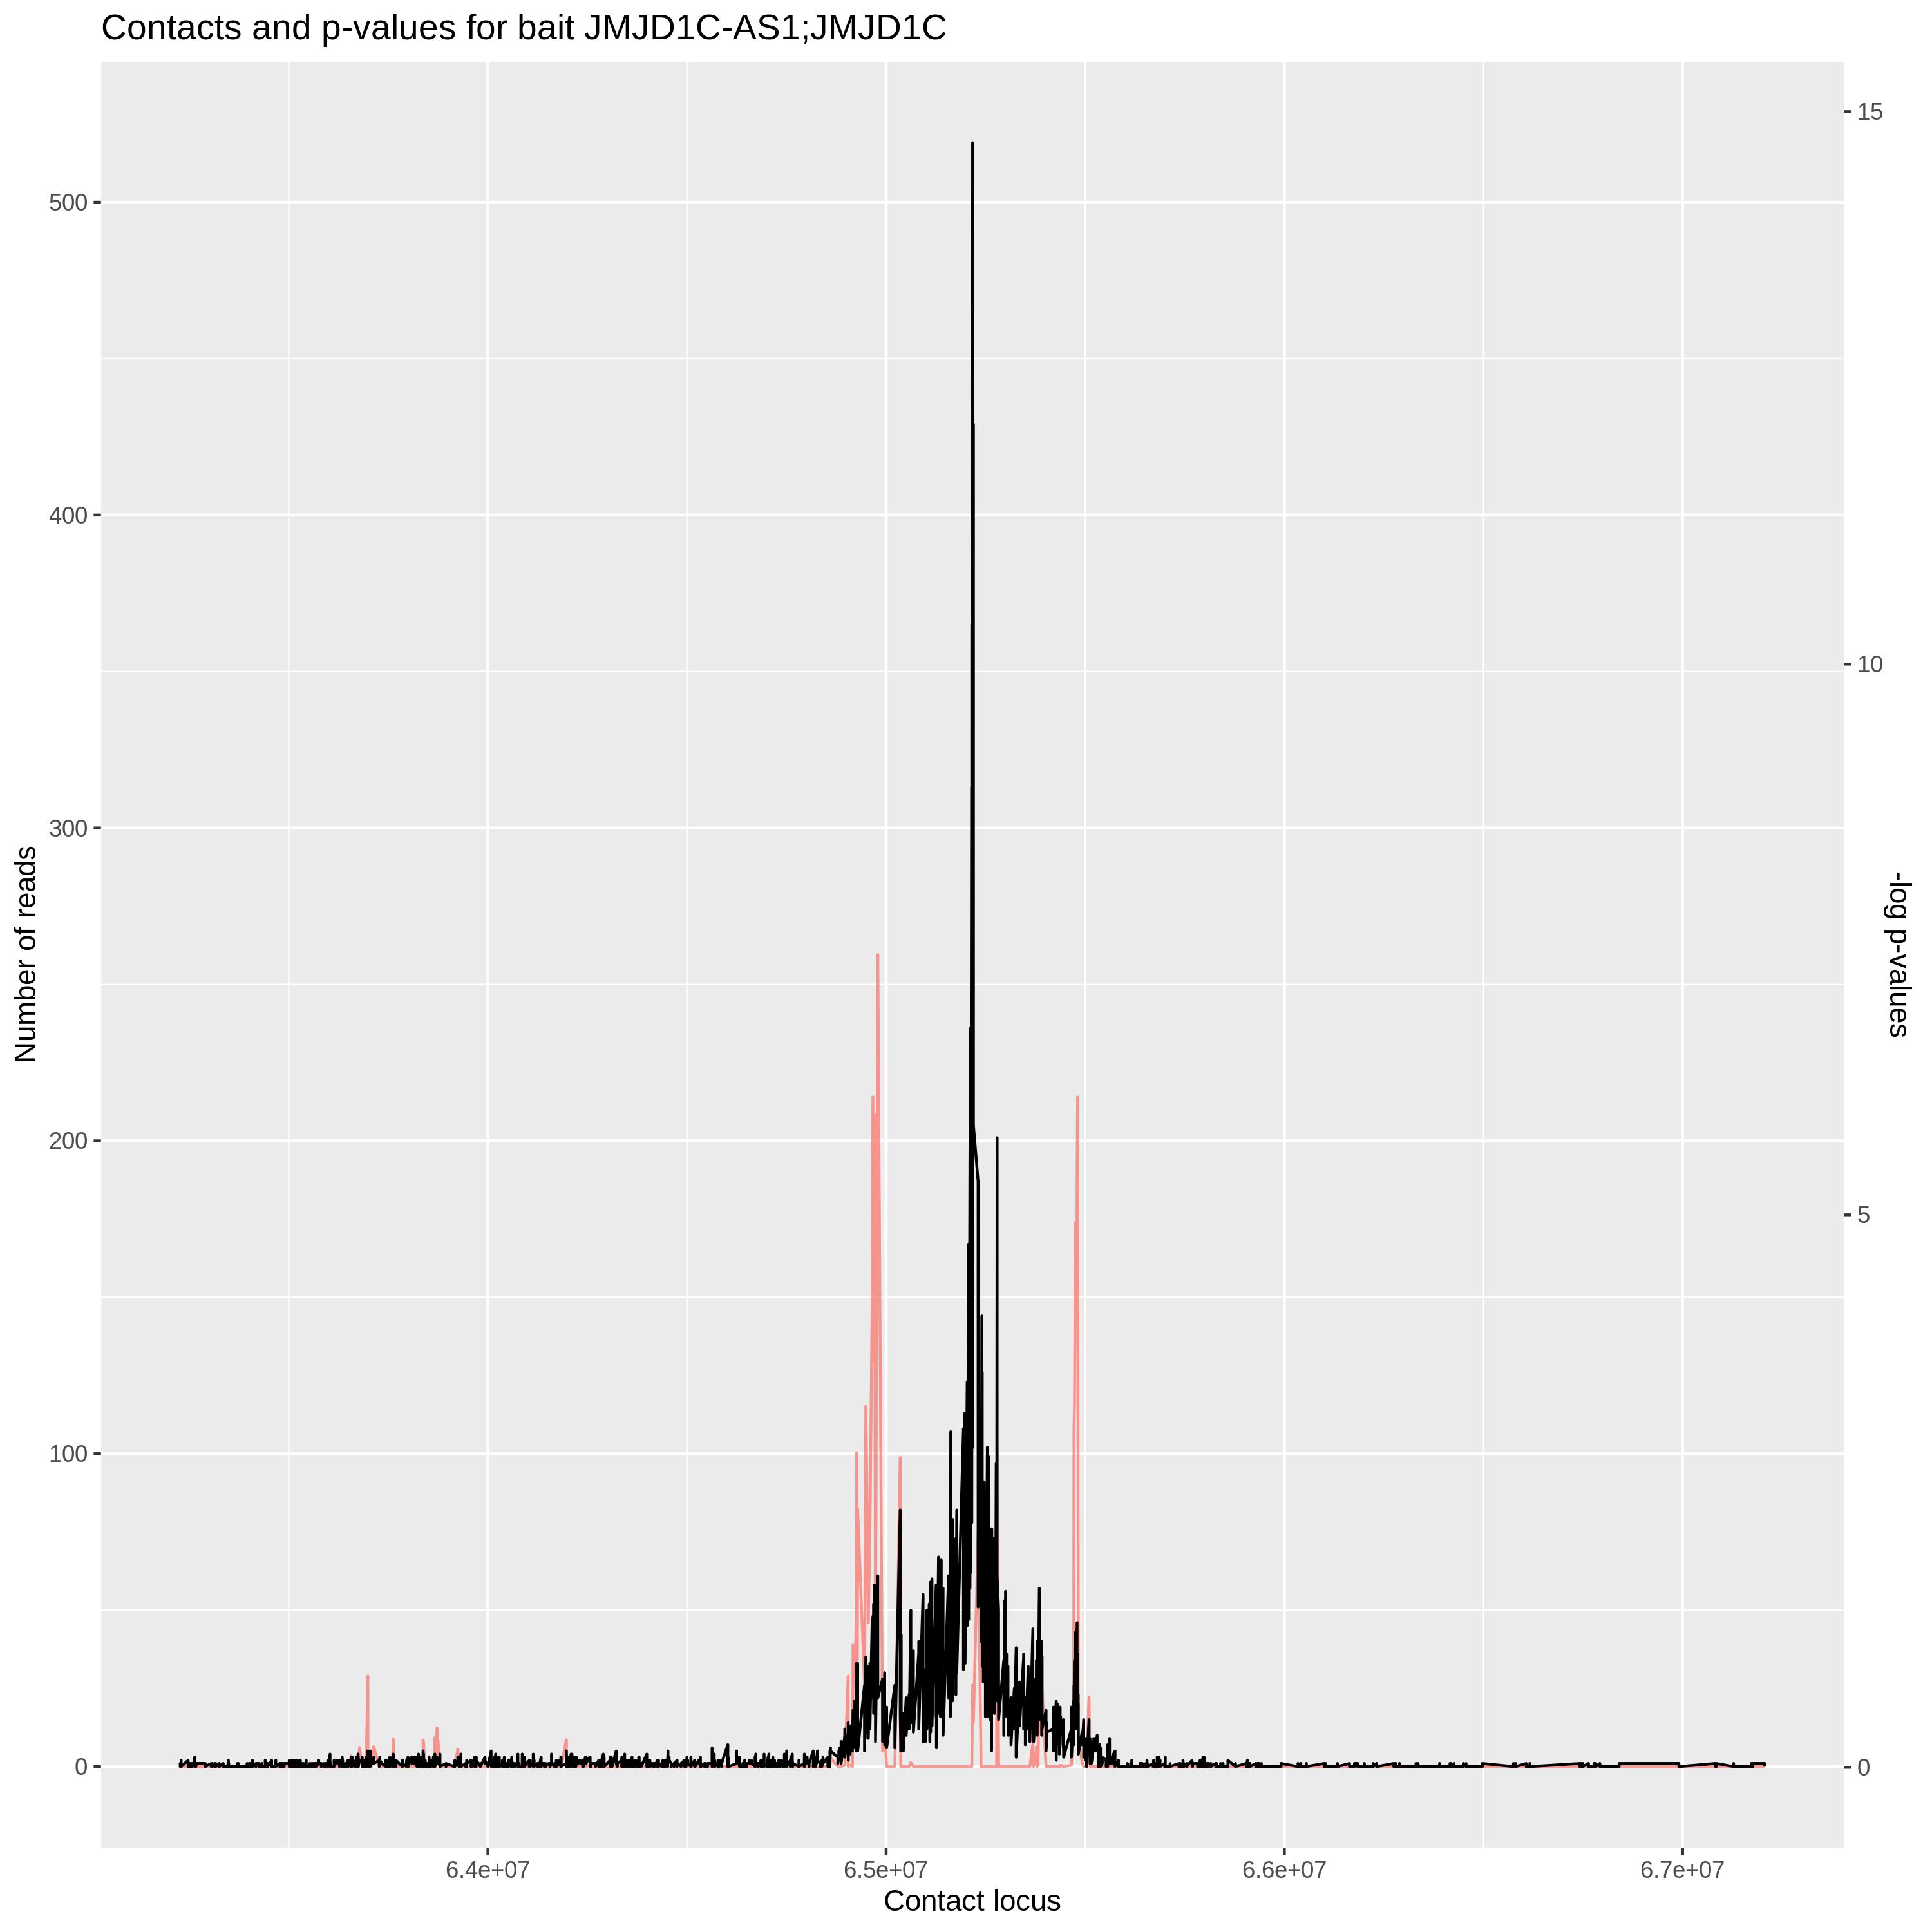 Contacts and p-values for bait JMJD1C-AS1;JMJD1C
500
400
300
200
100
0
Number of reads
15
10
5
0
-log p-values
6.4e+07
6.5e+07
6.6e+07
6.7e+07
Contact locus